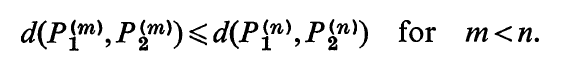 d(P₁⁽ᵐ⁾, P₂⁽ᵐ⁾) ⩽ d(P₁⁽ⁿ⁾, P₂⁽ⁿ⁾) for m < n.